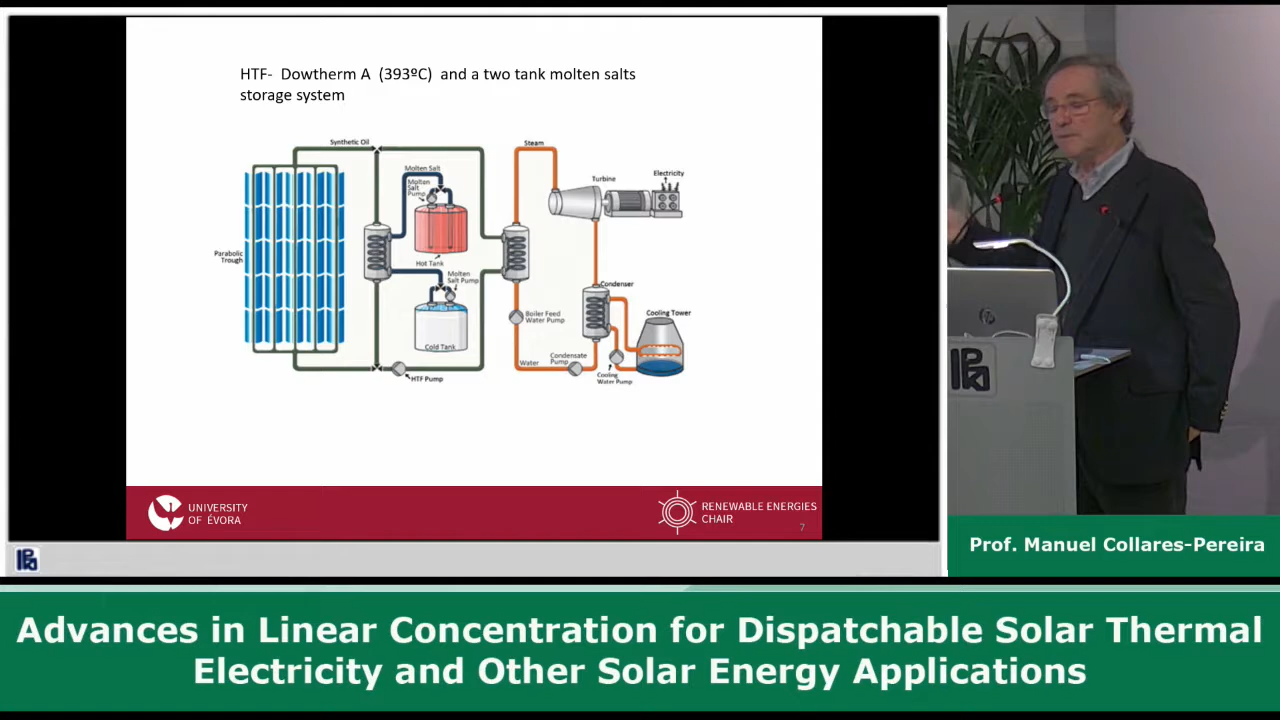 HTF- Dowtherm A (393ºC) and a two tank molten salts
storage system
Synthetic Oil
Steam
Molten Salt
Molten
Salt
Pump
Turbine
Electricity
Parabolic
Trough
Hot Tank
Molten
Salt Pump
Condenser
Boiler Feed
Water Pump
Cooling Tower
Cold Tank
Water
Condensate
Pump
HTF Pump
Cooling
Water Pump
UNIVERSITY
OF ÉVORA
RENEWABLE ENERGIES
CHAIR
7
hp
Prof. Manuel Collares-Pereira
Advances in Linear Concentration for Dispatchable Solar Thermal
Electricity and Other Solar Energy Applications